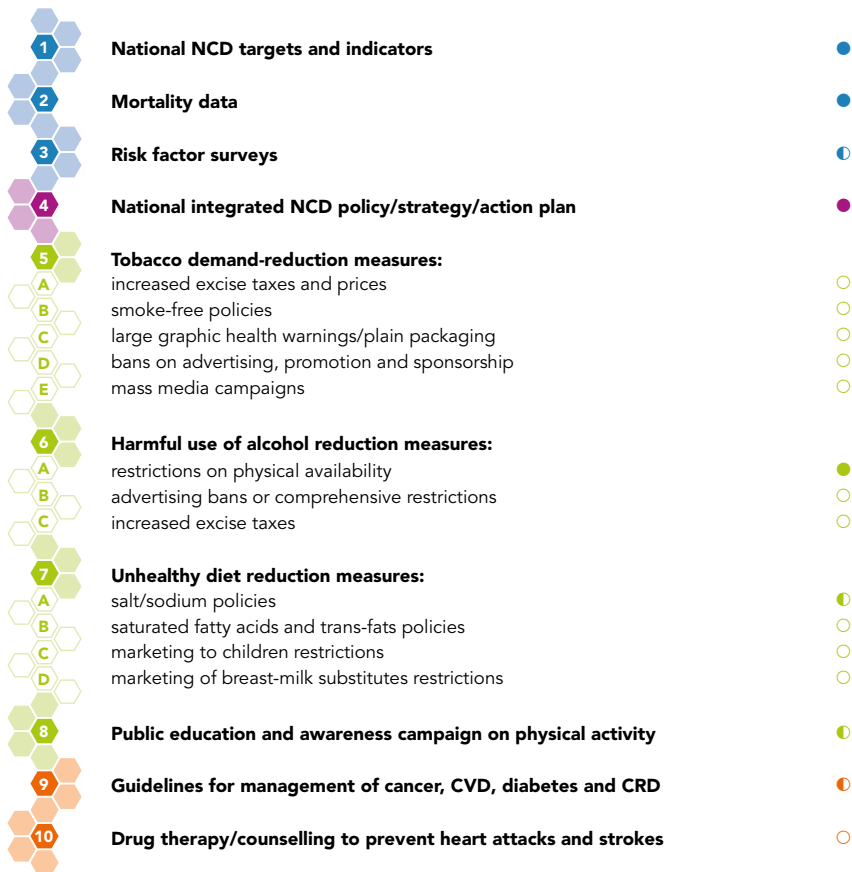 1 National NCD targets and indicators
2 Mortality data
3 Risk factor surveys
4 National integrated NCD policy/strategy/action plan
5 Tobacco demand-reduction measures:
A increased excise taxes and prices
B smoke-free policies
C large graphic health warnings/plain packaging
D bans on advertising, promotion and sponsorship
E mass media campaigns
6 Harmful use of alcohol reduction measures:
A restrictions on physical availability
B advertising bans or comprehensive restrictions
C increased excise taxes
7 Unhealthy diet reduction measures:
A salt/sodium policies
B saturated fatty acids and trans-fats policies
C marketing to children restrictions
D marketing of breast-milk substitutes restrictions
8 Public education and awareness campaign on physical activity
9 Guidelines for management of cancer, CVD, diabetes and CRD
10 Drug therapy/counselling to prevent heart attacks and strokes